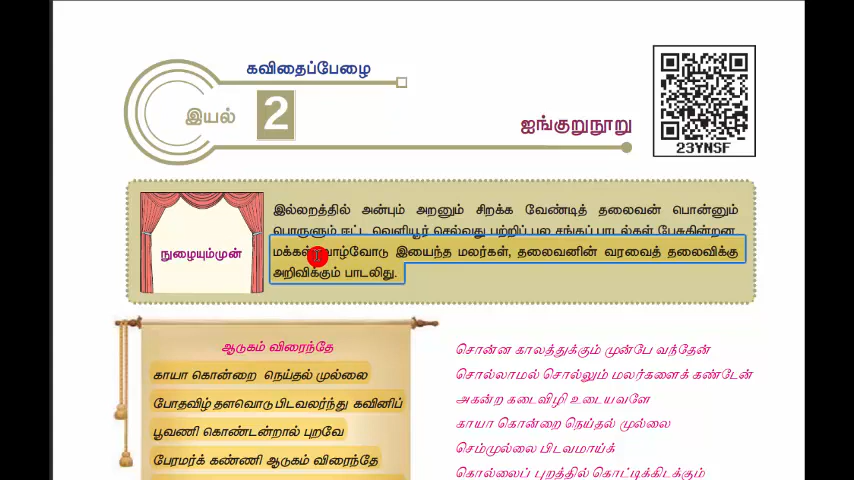 கவிதைப்பேழை
இயல் 2
ஐங்குறுநூறு
23YNSF
நுழையும்முன்
இல்லறத்தில் அன்பும் அறனும் சிறக்க வேண்டித் தலைவன் பொன்னும்
பொருளும் ஈட்ட வெளியூர் செல்வது பற்றிப் பல சங்கப் பாடல்கள் பேசுகின்றன.
மக்கள் வாழ்வோடு இயைந்த மலர்கள், தலைவனின் வரவைத் தலைவிக்கு
அறிவிக்கும் பாடலிது.
ஆடுகம் விரைந்தே
காயா கொன்றை நெய்தல் முல்லை
போதவிழ் தளவொடு பிடவலர்ந்து கவினிப்
பூவணி கொண்டன்றால் புறவே
பேரமர்க் கண்ணி ஆடுகம் விரைந்தே
சொன்ன காலத்துக்கும் முன்பே வந்தேன்
சொல்லாமல் சொல்லும் மலர்களைக் கண்டேன்
அகன்ற கடைவிழி உடையவளே
காயா கொன்றை நெய்தல் முல்லை
செம்முல்லை பிடவமாய்க்
கொல்லைப் புறத்தில் கொட்டிக்கிடக்கும்